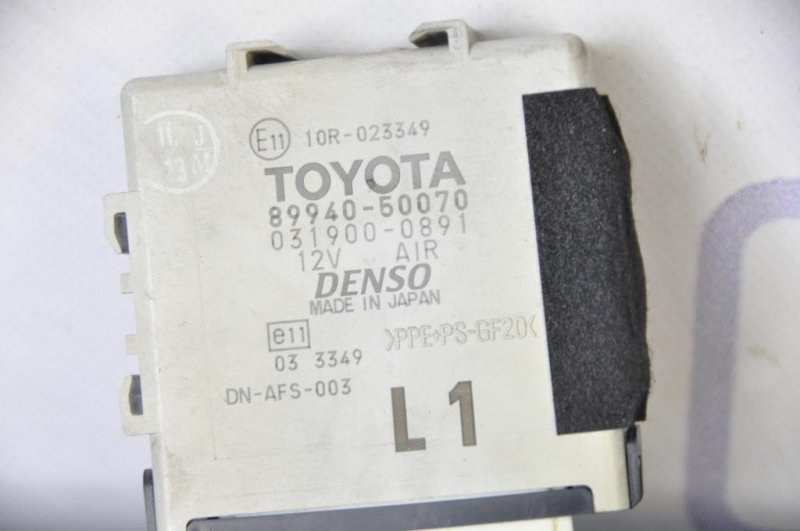 E11 10R-023349
TOYOTA
89940-50070
031900-0891
12V AIR
DENSO
MADE IN JAPAN
e11 >PPE+PS-GF20<
03 3349
DN-AFS-003
L1